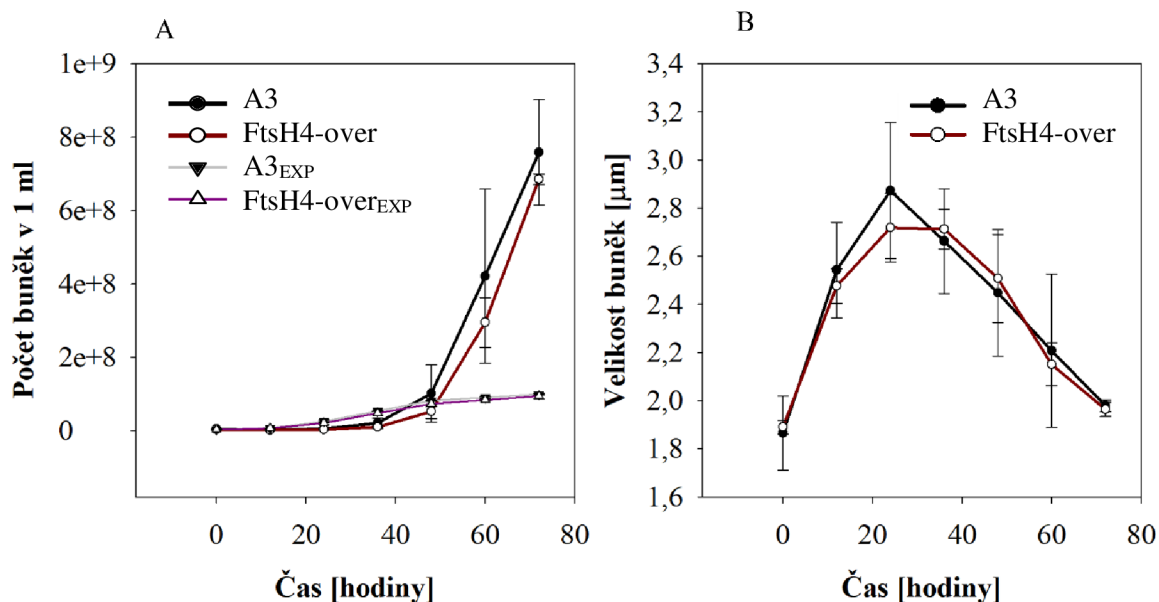 A
Počet buněk v 1 ml
1e+9
8e+8
6e+8
4e+8
2e+8
0
A3
FtsH4-over
A3EXP
FtsH4-overEXP
0 20 40 60 80
Čas [hodiny]
B
Velikost buněk [µm]
3,4
3,2
3,0
2,8
2,6
2,4
2,2
2,0
1,8
1,6
A3
FtsH4-over
0 20 40 60 80
Čas [hodiny]